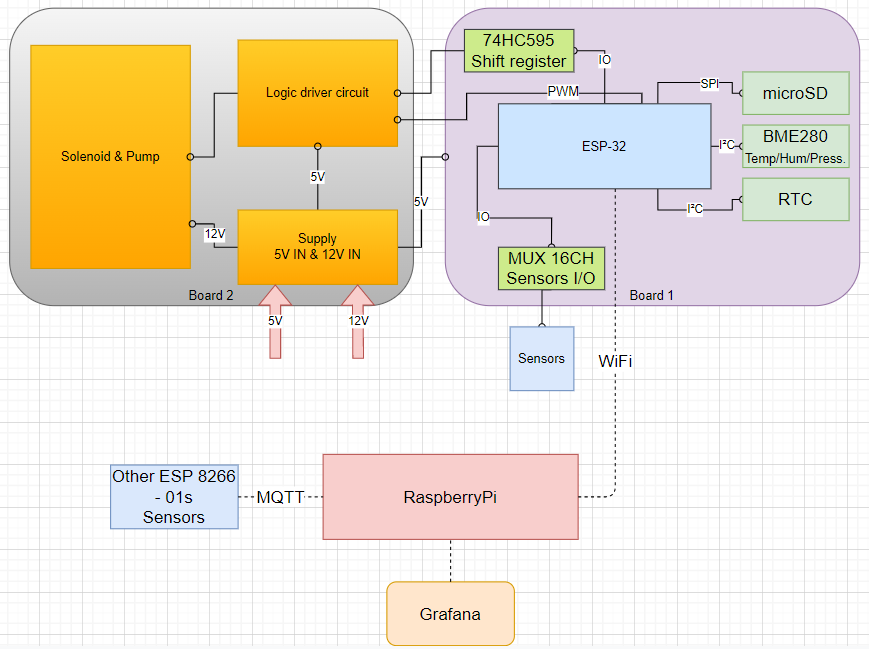 74HC595
Shift register
IO
Logic driver circuit
PWM
SPI
microSD
Solenoid & Pump
ESP-32
I²C
BME280
Temp/Hum/Press.
5V
5V
I²C
RTC
IO
12V
Supply
5V IN & 12V IN
MUX 16CH
Sensors I/O
Board 2
Board 1
5V
12V
Sensors
WiFi
Other ESP 8266
- 01s
Sensors
MQTT
RaspberryPi
Grafana